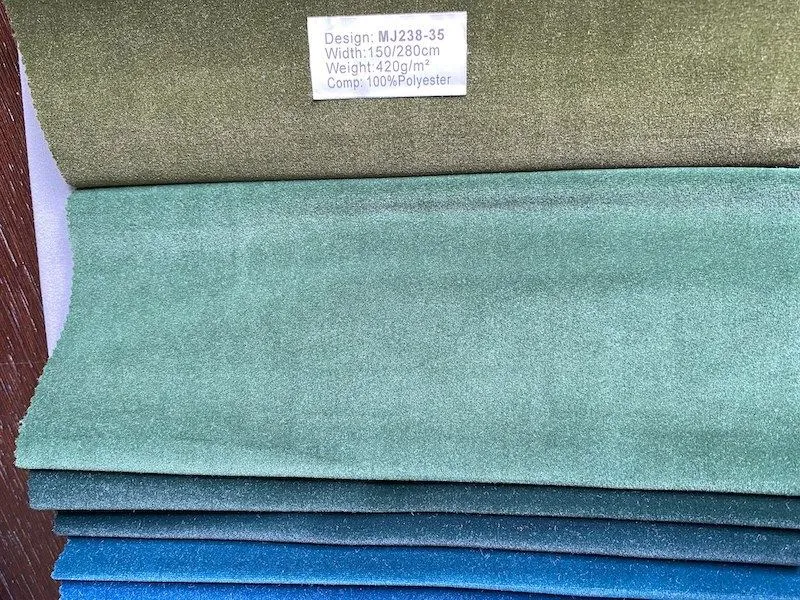 Design: MJ238-35
Width:150/280cm
Weight:420g/m²
Comp: 100%Polyester